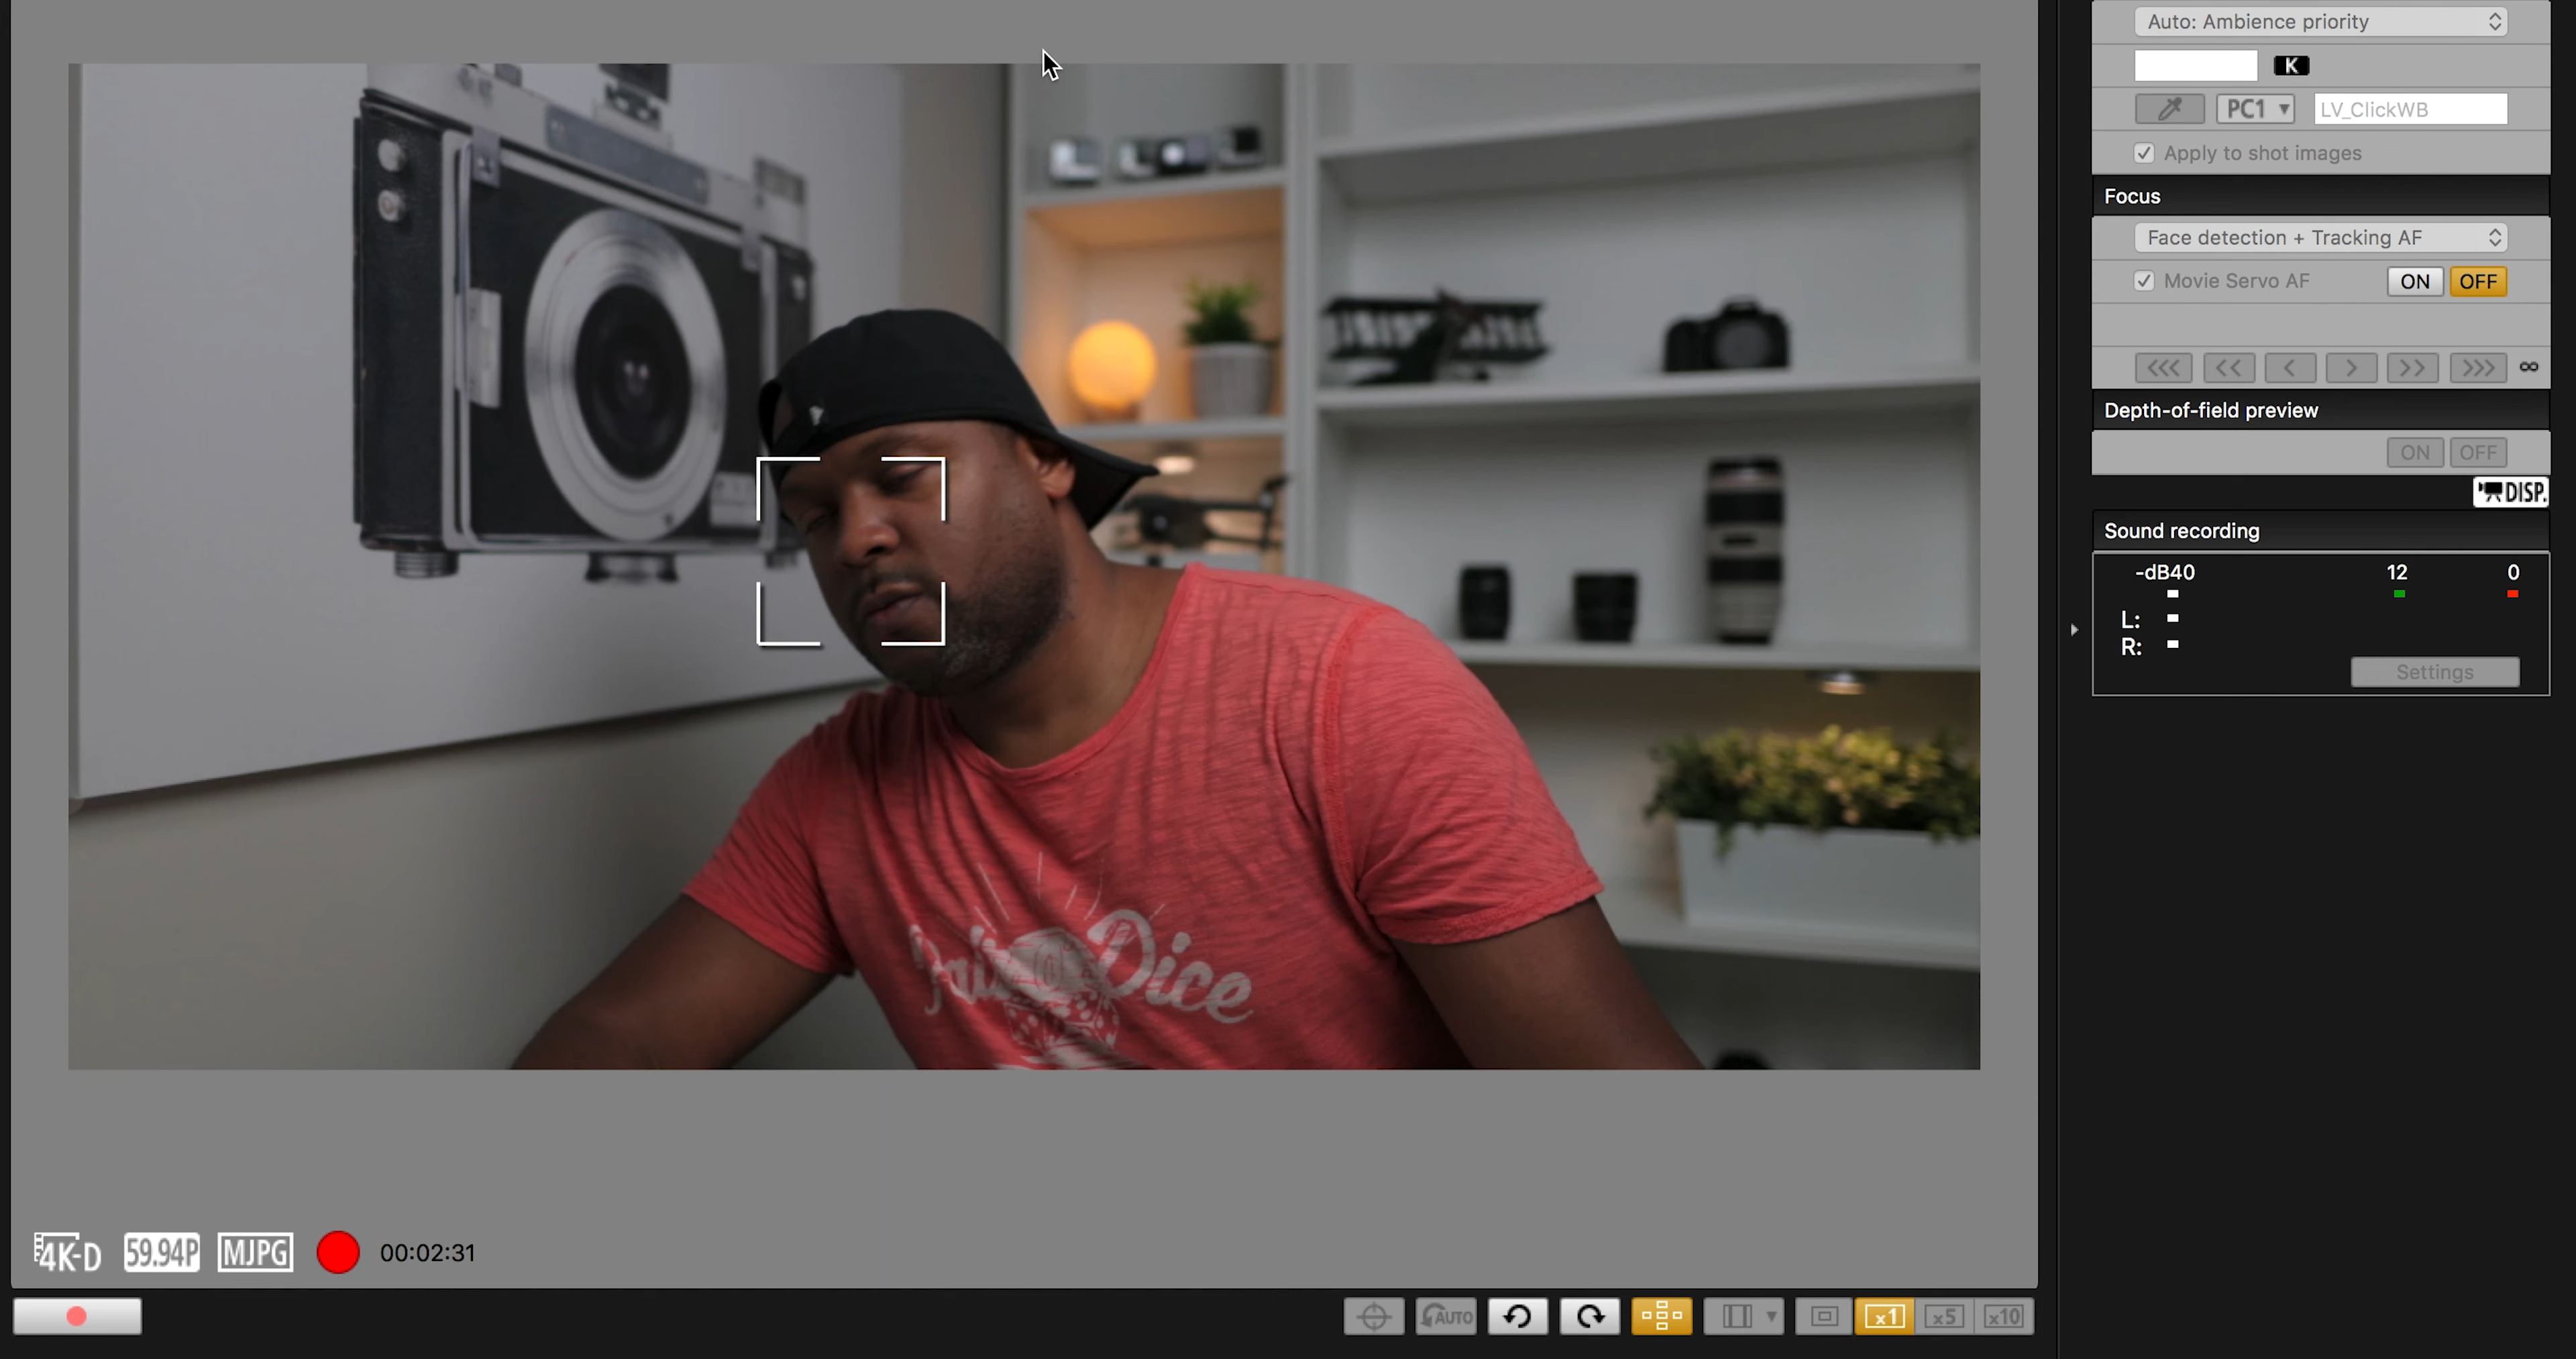 Auto: Ambience priority
K
PC1
LV_ClickWB
Apply to shot images
Focus
Face detection + Tracking AF
Movie Servo AF ON OFF
<<< << < > >> >>> ∞
Depth-of-field preview
ON OFF
DISP.
Sound recording
-dB40 12 0
L:
R:
Settings
Pair Dice
4K-D 59.94P MJPG 00:02:31
AUTO x1 x5 x10